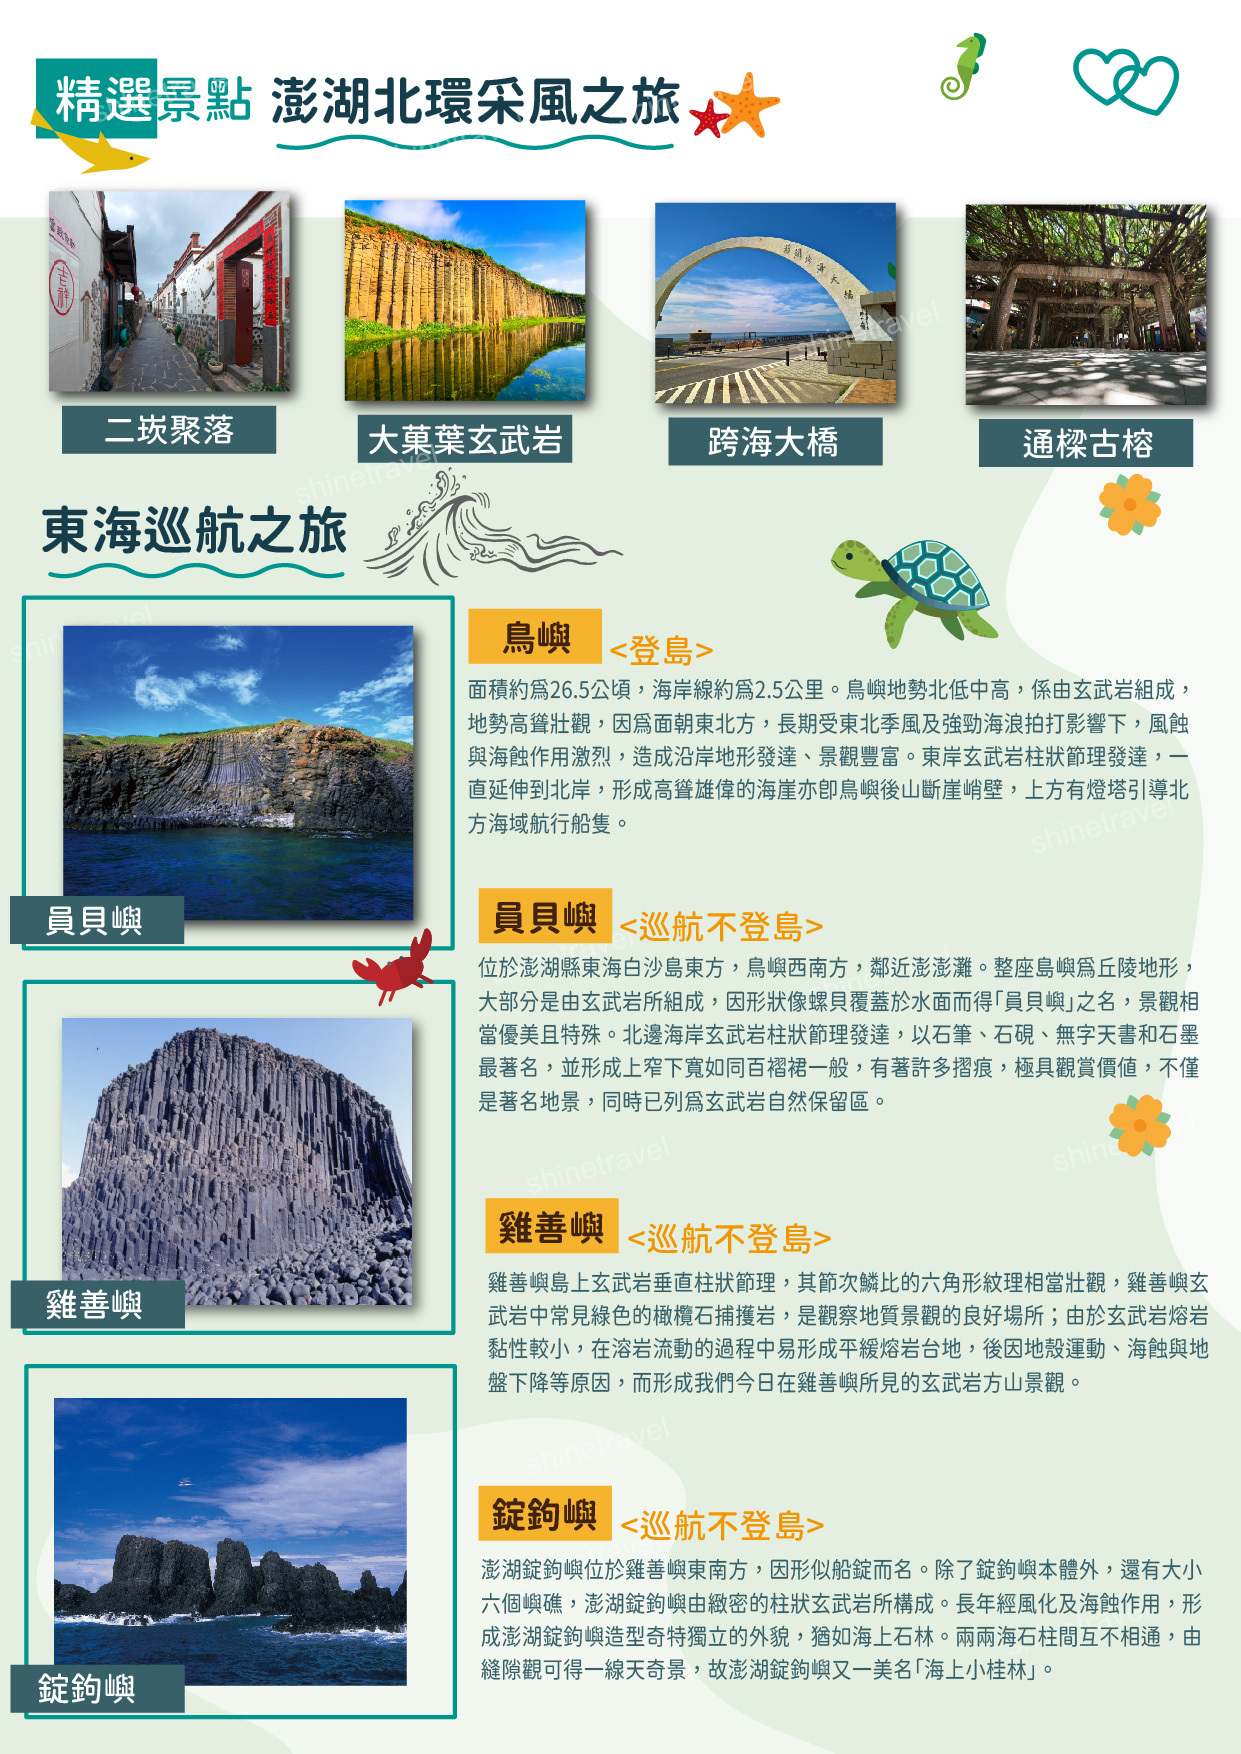 精選景點 澎湖北環采風之旅
吉祥
跨海大橋
二崁聚落
大菓葉玄武岩
跨海大橋
通樑古榕
shinetravel
shinetravel
東海巡航之旅
shinetravel
鳥嶼 <登島>
面積約為26.5公頃，海岸線約為2.5公里。鳥嶼地勢北低中高，係由玄武岩組成，
地勢高聳壯觀，因為面朝東北方，長期受東北季風及強勁海浪拍打影響下，風蝕
與海蝕作用激烈，造成沿岸地形發達、景觀豐富。東岸玄武岩柱狀節理發達，一
直延伸到北岸，形成高聳雄偉的海崖亦即鳥嶼後山斷崖峭壁，上方有燈塔引導北
方海域航行船隻。
shinetravel
員貝嶼
員貝嶼 <巡航不登島>
位於澎湖縣東海白沙島東方，鳥嶼西南方，鄰近澎澎灘。整座島嶼為丘陵地形，
大部分是由玄武岩所組成，因形狀像螺貝覆蓋於水面而得「員貝嶼」之名，景觀相
當優美且特殊。北邊海岸玄武岩柱狀節理發達，以石筆、石硯、無字天書和石墨
最著名，並形成上窄下寬如同百褶裙一般，有著許多摺痕，極具觀賞價值，不僅
是著名地景，同時已列為玄武岩自然保留區。
shinetravel
雞善嶼
雞善嶼 <巡航不登島>
雞善嶼島上玄武岩垂直柱狀節理，其節次鱗比的六角形紋理相當壯觀，雞善嶼玄
武岩中常見綠色的橄欖石捕獲岩，是觀察地質景觀的良好場所；由於玄武岩熔岩
黏性較小，在溶岩流動的過程中易形成平緩熔岩台地，後因地殼運動、海蝕與地
盤下降等原因，而形成我們今日在雞善嶼所見的玄武岩方山景觀。
shinetravel
錠鉤嶼
錠鉤嶼 <巡航不登島>
澎湖錠鉤嶼位於雞善嶼東南方，因形似船錠而名。除了錠鉤嶼本體外，還有大小
六個嶼礁，澎湖錠鉤嶼由緻密的柱狀玄武岩所構成。長年經風化及海蝕作用，形
成澎湖錠鉤嶼造型奇特獨立的外貌，猶如海上石林。兩兩海石柱間互不相通，由
縫隙觀可得一線天奇景，故澎湖錠鉤嶼又一美名「海上小桂林」。